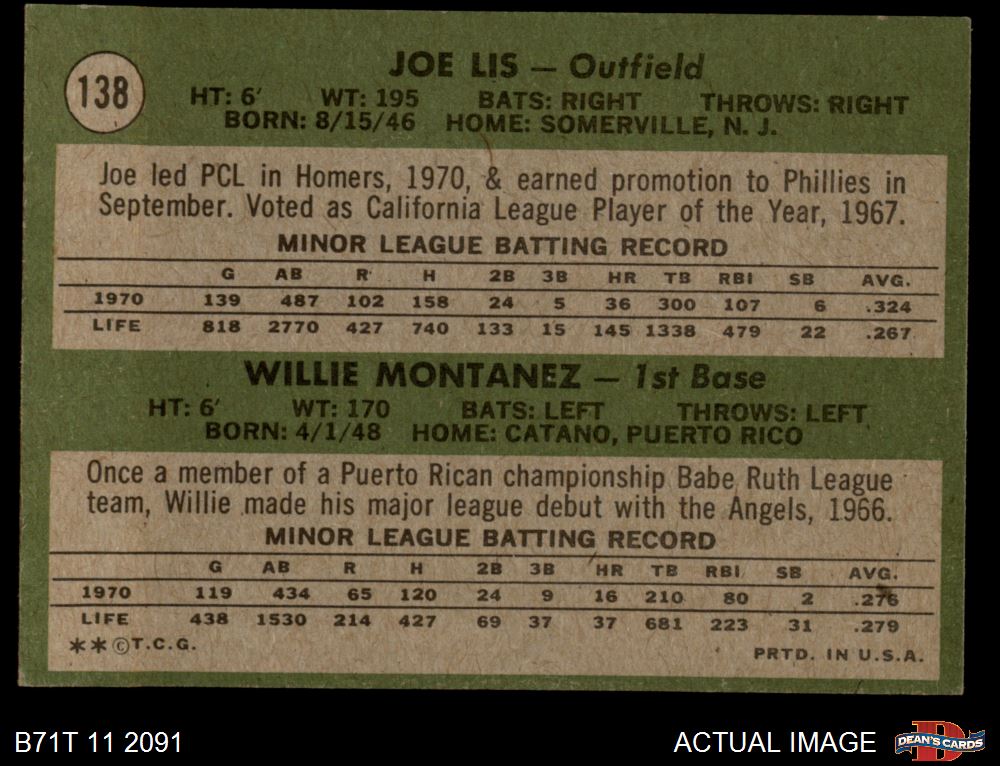 138
JOE LIS — Outfield
HT: 6' WT: 195 BATS: RIGHT THROWS: RIGHT
BORN: 8/15/46 HOME: SOMERVILLE, N. J.
Joe led PCL in Homers, 1970, & earned promotion to Phillies in
September. Voted as California League Player of the Year, 1967.
MINOR LEAGUE BATTING RECORD
G AB R H 2B 3B HR TB RBI SB AVG.
1970 139 487 102 158 24 5 36 300 107 6 .324
LIFE 818 2770 427 740 133 15 145 1338 479 22 .267
WILLIE MONTANEZ — 1st Base
HT: 6' WT: 170 BATS: LEFT THROWS: LEFT
BORN: 4/1/48 HOME: CATANO, PUERTO RICO
Once a member of a Puerto Rican championship Babe Ruth League
team, Willie made his major league debut with the Angels, 1966.
MINOR LEAGUE BATTING RECORD
G AB R H 2B 3B HR TB RBI SB AVG.
1970 119 434 65 120 24 9 16 210 80 2 .276
LIFE 438 1530 214 427 69 37 37 681 223 31 .279
**©T.C.G.
PRTD. IN U.S.A.
B71T 11 2091
ACTUAL IMAGE
DEAN'S CARDS